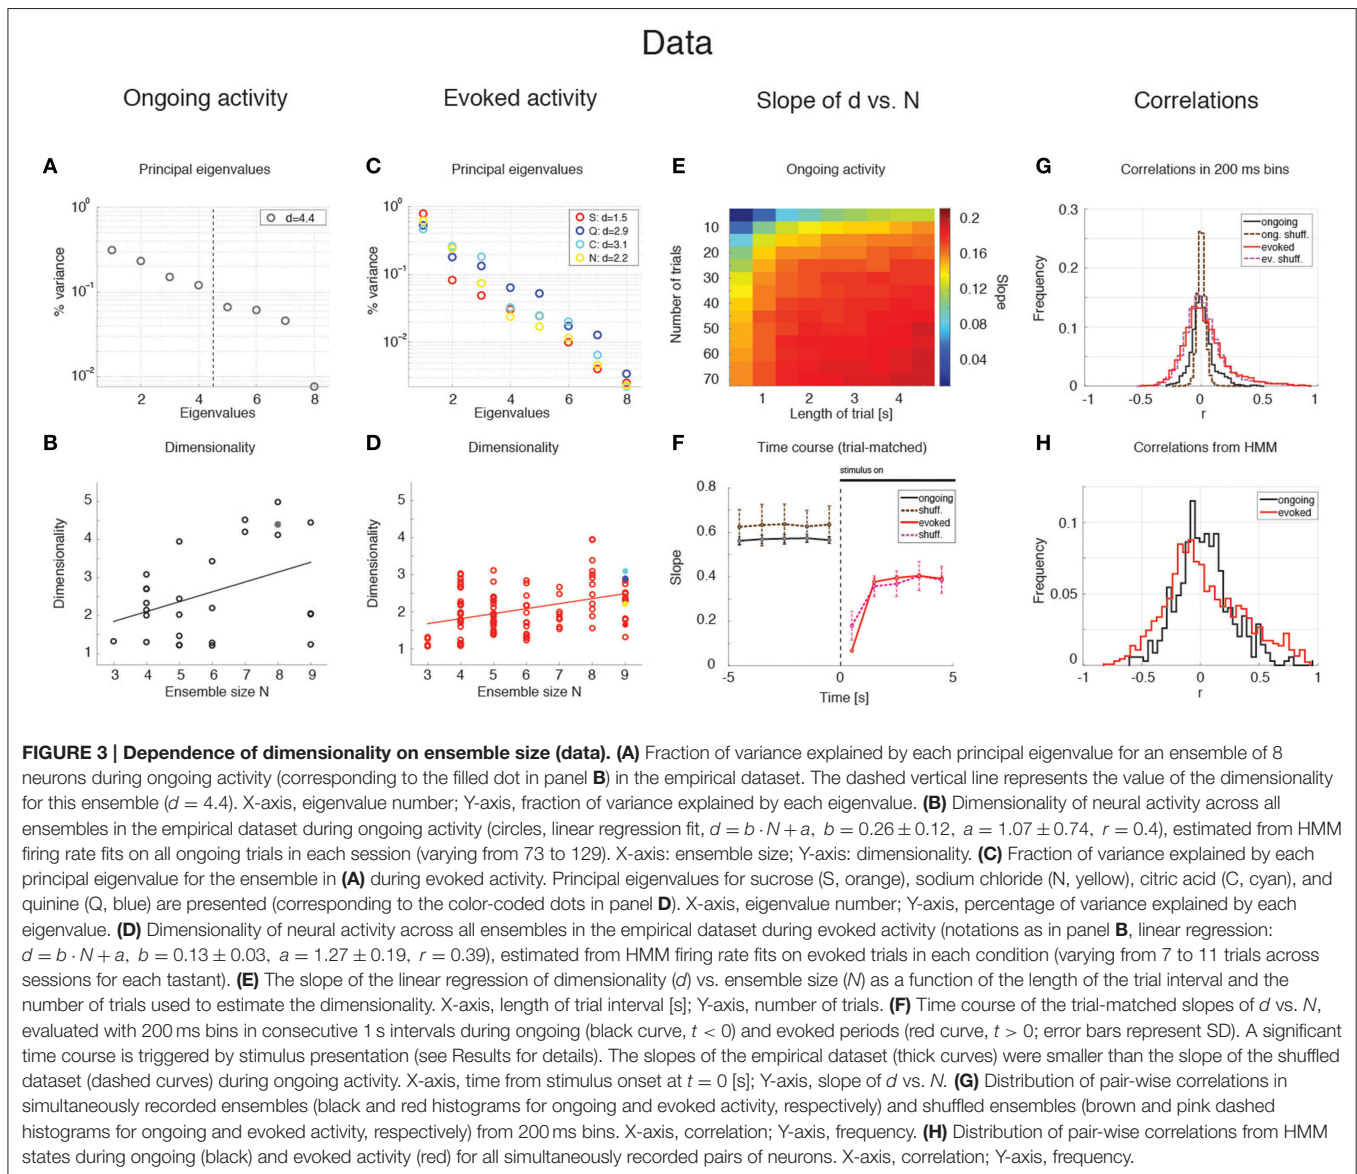 Data
Ongoing activity
Evoked activity
Slope of d vs. N
Correlations
A
Principal eigenvalues
10⁰
10⁻¹
10⁻²
% variance
d=4.4
2 4 6 8
Eigenvalues
C
Principal eigenvalues
10⁰
10⁻¹
10⁻²
% variance
S: d=1.5
Q: d=2.9
C: d=3.1
N: d=2.2
2 4 6 8
Eigenvalues
E
Ongoing activity
Number of trials
10
20
30
40
50
60
70
1 2 3 4
Length of trial [s]
0.2
0.16
0.12
0.08
0.04
Slope
G
Correlations in 200 ms bins
Frequency
0.3
0.2
0.1
0
ongoing
ong. shuff.
evoked
ev. shuff.
-1 -0.5 0 0.5 1
r
B
Dimensionality
Dimensionality
5
4
3
2
1
3 4 5 6 7 8 9
Ensemble size N
D
Dimensionality
Dimensionality
5
4
3
2
1
3 4 5 6 7 8 9
Ensemble size N
F
Time course (trial-matched)
stimulus on
Slope
0.8
0.6
0.4
0.2
0
ongoing
shuff.
evoked
shuff.
-5 0 5
Time [s]
H
Correlations from HMM
Frequency
0.1
0.05
0
ongoing
evoked
-1 -0.5 0 0.5 1
r
FIGURE 3 | Dependence of dimensionality on ensemble size (data). (A) Fraction of variance explained by each principal eigenvalue for an ensemble of 8
neurons during ongoing activity (corresponding to the filled dot in panel B) in the empirical dataset. The dashed vertical line represents the value of the dimensionality
for this ensemble (d = 4.4). X-axis, eigenvalue number; Y-axis, fraction of variance explained by each eigenvalue. (B) Dimensionality of neural activity across all
ensembles in the empirical dataset during ongoing activity (circles, linear regression fit, d = b · N + a, b = 0.26 ± 0.12, a = 1.07 ± 0.74, r = 0.4), estimated from HMM
firing rate fits on all ongoing trials in each session (varying from 73 to 129). X-axis: ensemble size; Y-axis: dimensionality. (C) Fraction of variance explained by each
principal eigenvalue for the ensemble in (A) during evoked activity. Principal eigenvalues for sucrose (S, orange), sodium chloride (N, yellow), citric acid (C, cyan), and
quinine (Q, blue) are presented (corresponding to the color-coded dots in panel D). X-axis, eigenvalue number; Y-axis, percentage of variance explained by each
eigenvalue. (D) Dimensionality of neural activity across all ensembles in the empirical dataset during evoked activity (notations as in panel B, linear regression:
d = b · N + a, b = 0.13 ± 0.03, a = 1.27 ± 0.19, r = 0.39), estimated from HMM firing rate fits on evoked trials in each condition (varying from 7 to 11 trials across
sessions for each tastant). (E) The slope of the linear regression of dimensionality (d) vs. ensemble size (N) as a function of the length of the trial interval and the
number of trials used to estimate the dimensionality. X-axis, length of trial interval [s]; Y-axis, number of trials. (F) Time course of the trial-matched slopes of d vs. N,
evaluated with 200 ms bins in consecutive 1 s intervals during ongoing (black curve, t < 0) and evoked periods (red curve, t > 0; error bars represent SD). A significant
time course is triggered by stimulus presentation (see Results for details). The slopes of the empirical dataset (thick curves) were smaller than the slope of the shuffled
dataset (dashed curves) during ongoing activity. X-axis, time from stimulus onset at t = 0 [s]; Y-axis, slope of d vs. N. (G) Distribution of pair-wise correlations in
simultaneously recorded ensembles (black and red histograms for ongoing and evoked activity, respectively) and shuffled ensembles (brown and pink dashed
histograms for ongoing and evoked activity, respectively) from 200 ms bins. X-axis, correlation; Y-axis, frequency. (H) Distribution of pair-wise correlations from HMM
states during ongoing (black) and evoked activity (red) for all simultaneously recorded pairs of neurons. X-axis, correlation; Y-axis, frequency.